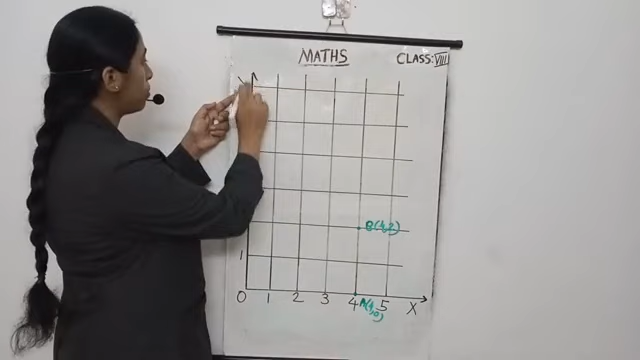 MATHS
CLASS: VIII
Y
B(4,2)
1
0 1 2 3 4 5 X
A(4,0)